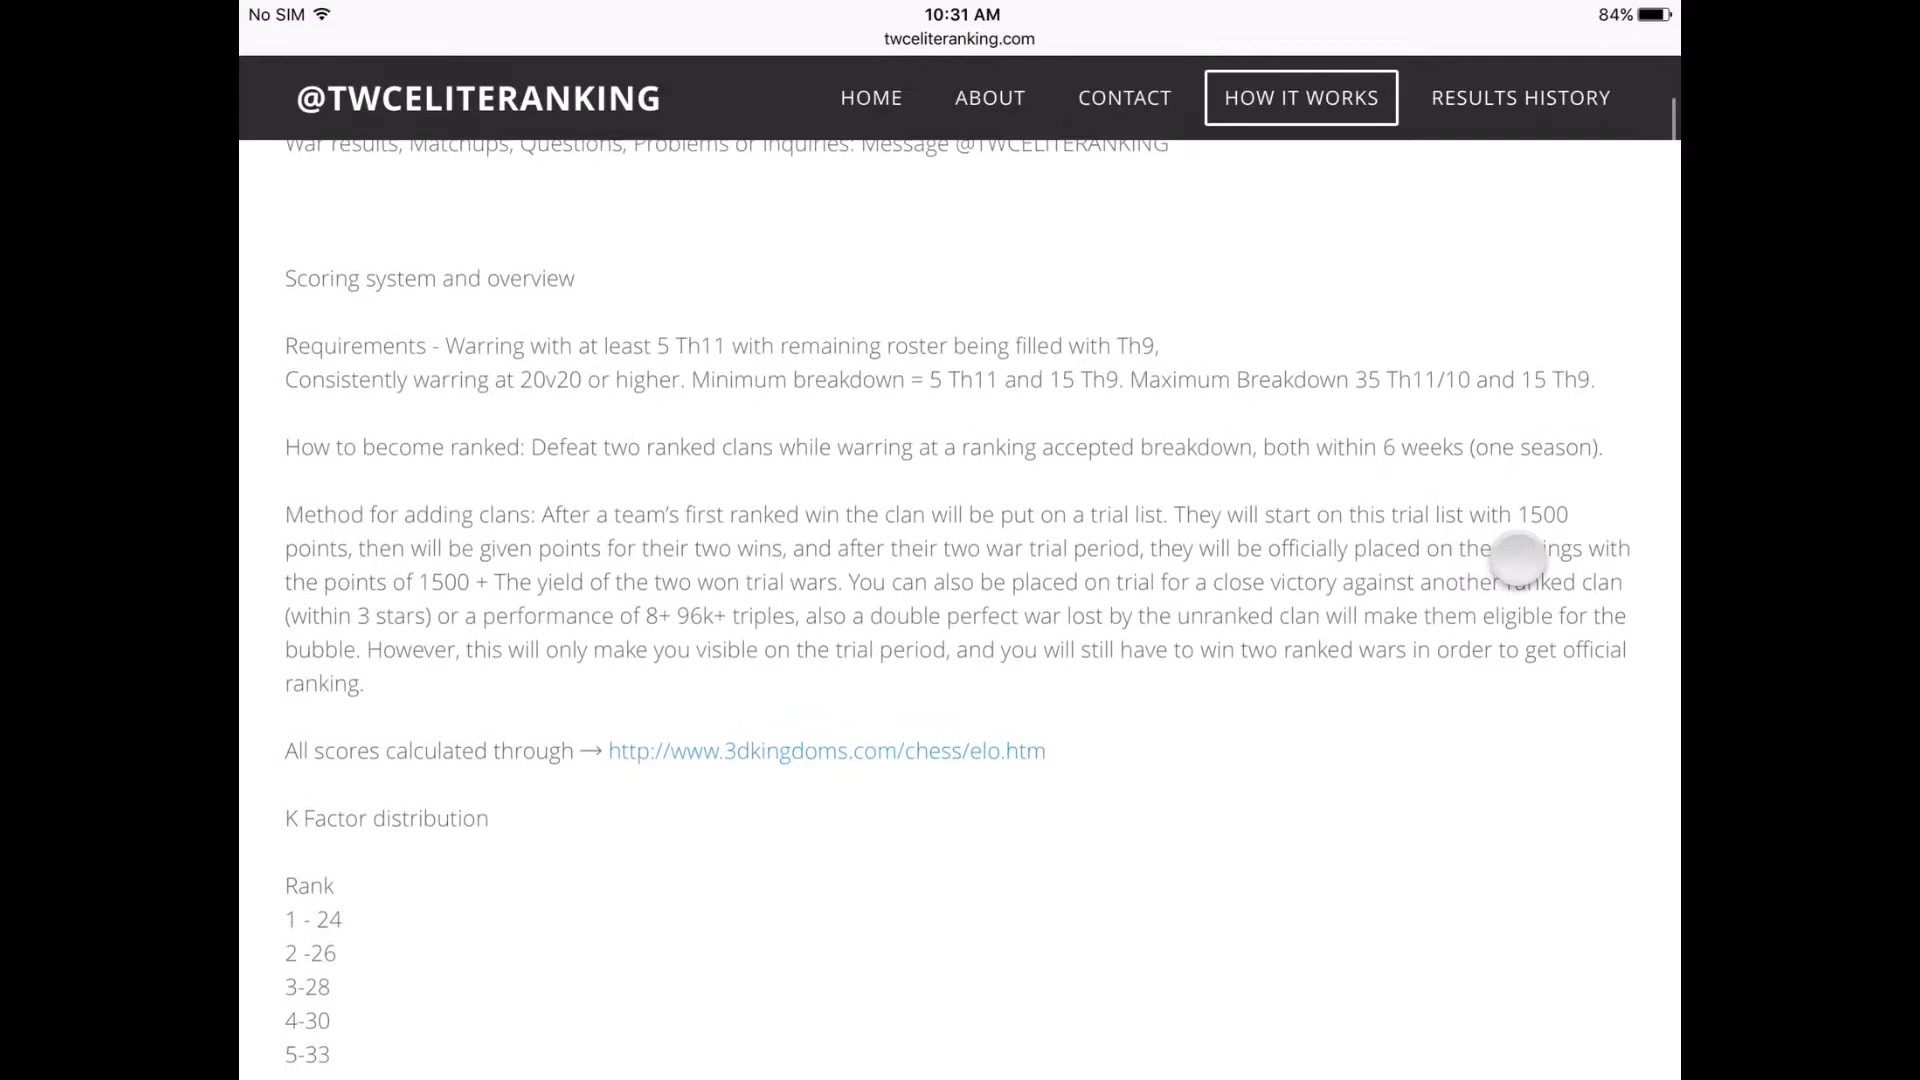 No SIM
10:31 AM
84%
twceliteranking.com
@TWCELITERANKING
HOME
ABOUT
CONTACT
HOW IT WORKS
RESULTS HISTORY
War results, Matchups, Questions, Problems or Inquiries: Message @TWCELITERANKING
Scoring system and overview
Requirements - Warring with at least 5 Th11 with remaining roster being filled with Th9,
Consistently warring at 20v20 or higher. Minimum breakdown = 5 Th11 and 15 Th9. Maximum Breakdown 35 Th11/10 and 15 Th9.
How to become ranked: Defeat two ranked clans while warring at a ranking accepted breakdown, both within 6 weeks (one season).
Method for adding clans: After a team's first ranked win the clan will be put on a trial list. They will start on this trial list with 1500
points, then will be given points for their two wins, and after their two war trial period, they will be officially placed on the rankings with
the points of 1500 + The yield of the two won trial wars. You can also be placed on trial for a close victory against another ranked clan
(within 3 stars) or a performance of 8+ 96k+ triples, also a double perfect war lost by the unranked clan will make them eligible for the
bubble. However, this will only make you visible on the trial period, and you will still have to win two ranked wars in order to get official
ranking.
All scores calculated through → http://www.3dkingdoms.com/chess/elo.htm
K Factor distribution
Rank
1 - 24
2 -26
3-28
4-30
5-33